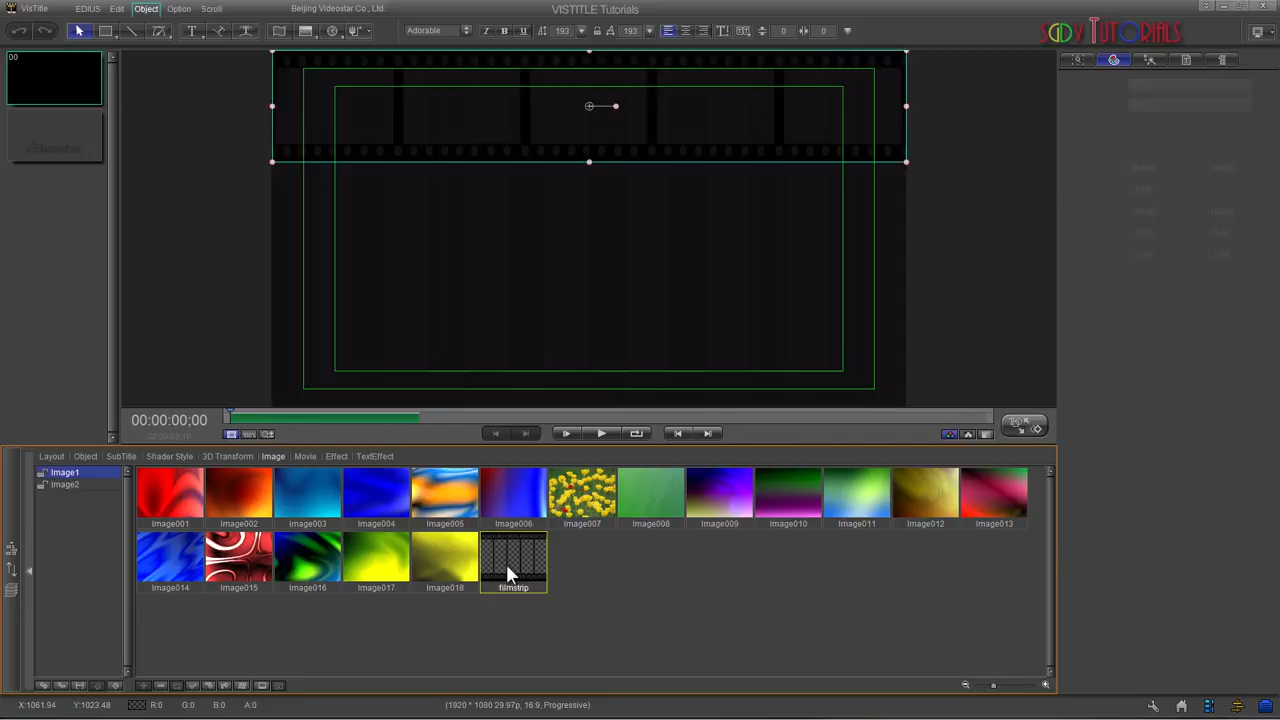 VisTitle EDIUS Edit Object Option Scroll Beijing Videostar Co., Ltd. VISTITLE Tutorials
T T T Adorable I B U 193 193 0 0 SGDV TUTORIALS
00
videostar
00:00:00;00
100%
Layout Object SubTitle Shader Style 3D Transform Image Movie Effect TextEffect
Image1
Image2
Image001 Image002 Image003 Image004 Image005 Image006 Image007 Image008 Image009 Image010 Image011 Image012 Image013
Image014 Image015 Image016 Image017 Image018 filmstrip
X:1061.94 Y:1023.48 R:0 G:0 B:0 A:0 (1920 * 1080 29.97p, 16:9, Progressive)